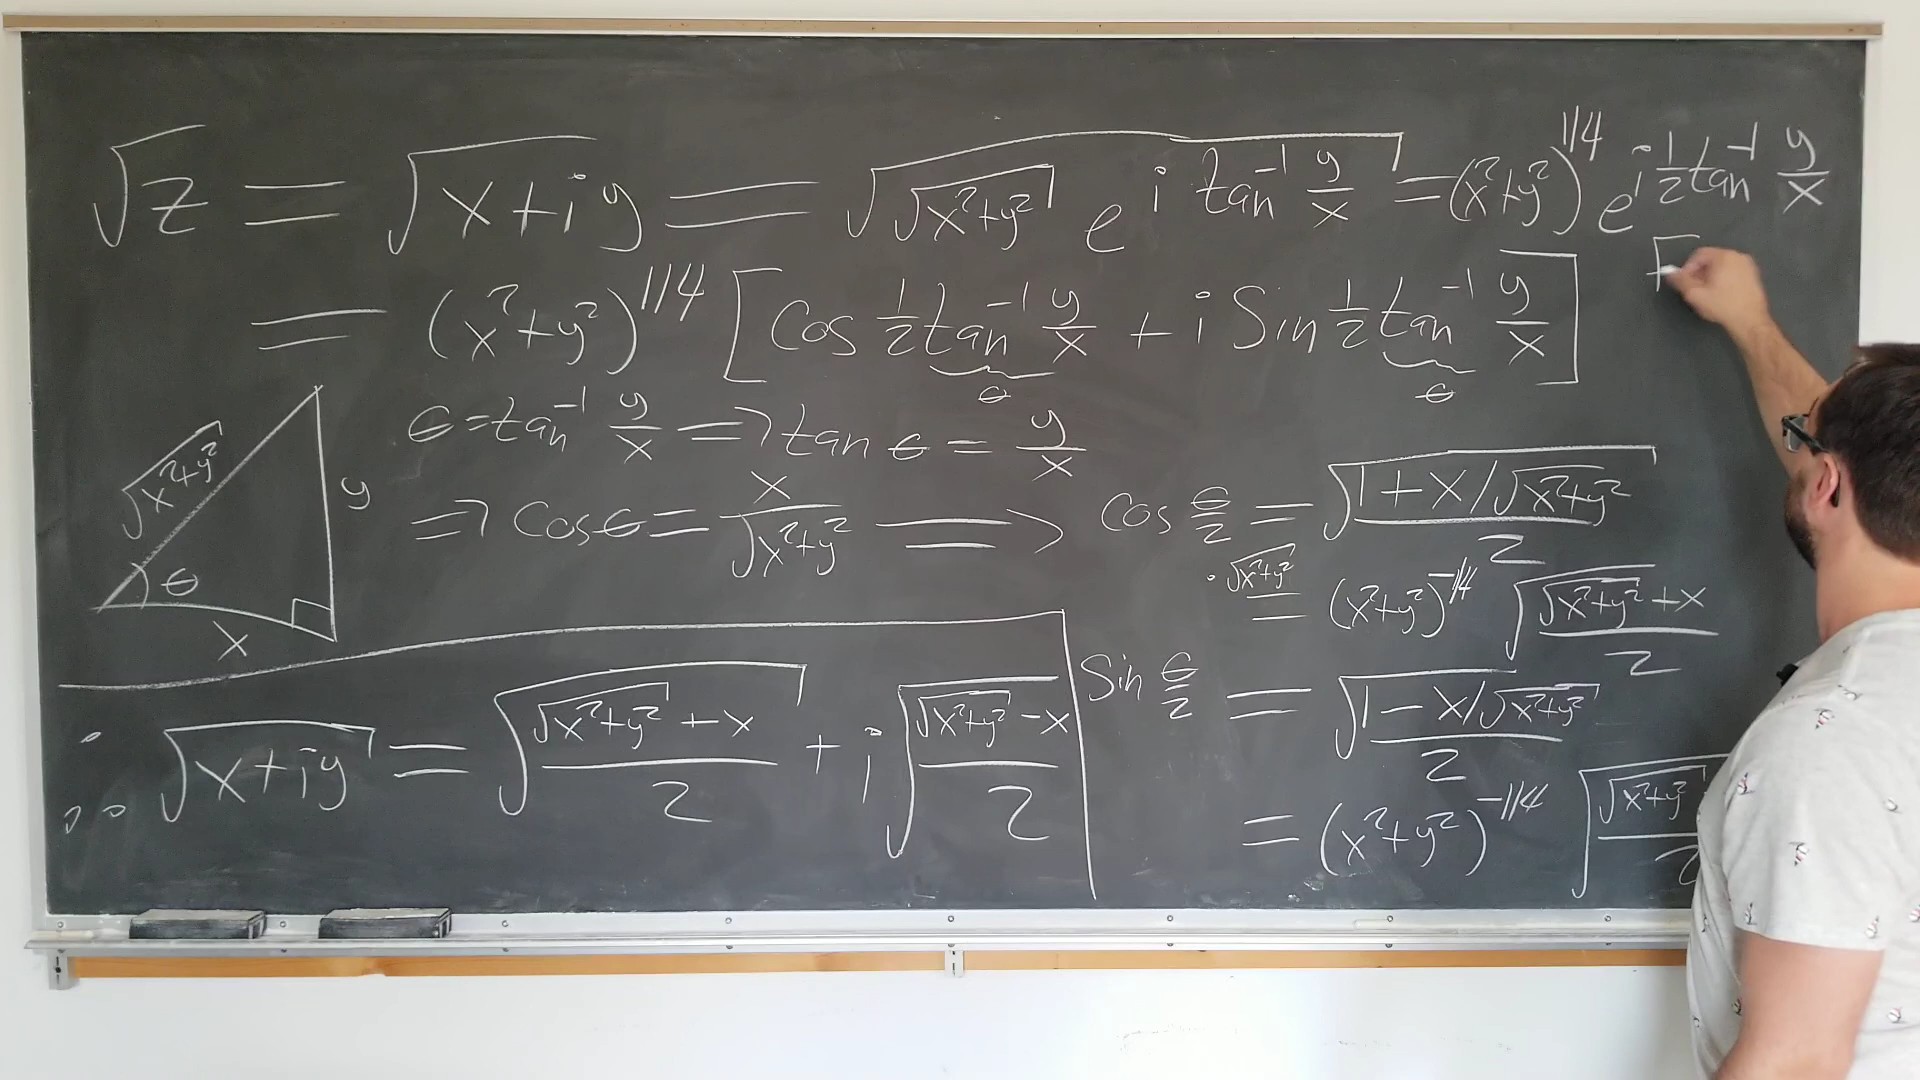 √z = √(x+iy) = √(√(x²+y²) e^(i tan⁻¹ y/x)) = (x²+y²)^(1/4) e^(i 1/2 tan⁻¹ y/x)
F
= (x²+y²)^(1/4) [Cos 1/2 tan⁻¹ y/x + i Sin 1/2 tan⁻¹ y/x]
θ θ
θ = tan⁻¹ y/x => tan θ = y/x
=> Cosθ = x/√(x²+y²) => cos θ/2 = √((1+x/√(x²+y²))/2)
√(x²+y²) y θ x
· √(x²+y²)
= (x²+y²)^(-1/4) √((√(x²+y²)+x)/2)
Sin θ/2 = √((1-x/√(x²+y²))/2)
= (x²+y²)^(-1/4) √(√(x²+y²) /2
∴ √(x+iy) = √((√(x²+y²)+x)/2) + i√((√(x²+y²)-x)/2)